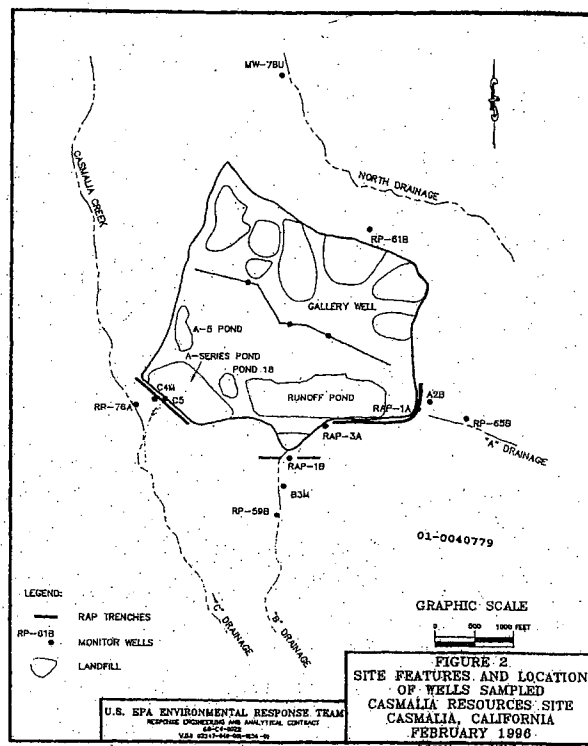 MW-7BU
CASMALIA CREEK
NORTH DRAINAGE
RP-61B
GALLERY WELL
A-5 POND
A-SERIES POND
POND 18
C4M
C5
RUNOFF POND
RP-76A
RAP-1A
A2B
RP-65B
RAP-3A
"A" DRAINAGE
RAP-1B
B3M
RP-59B
01-0040779
LEGEND:
RAP TRENCHES
RP-61B
MONITOR WELLS
LANDFILL
"C" DRAINAGE
"B" DRAINAGE
GRAPHIC SCALE
0 500 1000 FEET
FIGURE 2
SITE FEATURES AND LOCATION
OF WELLS SAMPLED
CASMALIA RESOURCES SITE
CASMALIA, CALIFORNIA
FEBRUARY 1996
U.S. EPA ENVIRONMENTAL RESPONSE TEAM
RESPONSE ENGINEERING AND ANALYTICAL CONTRACT